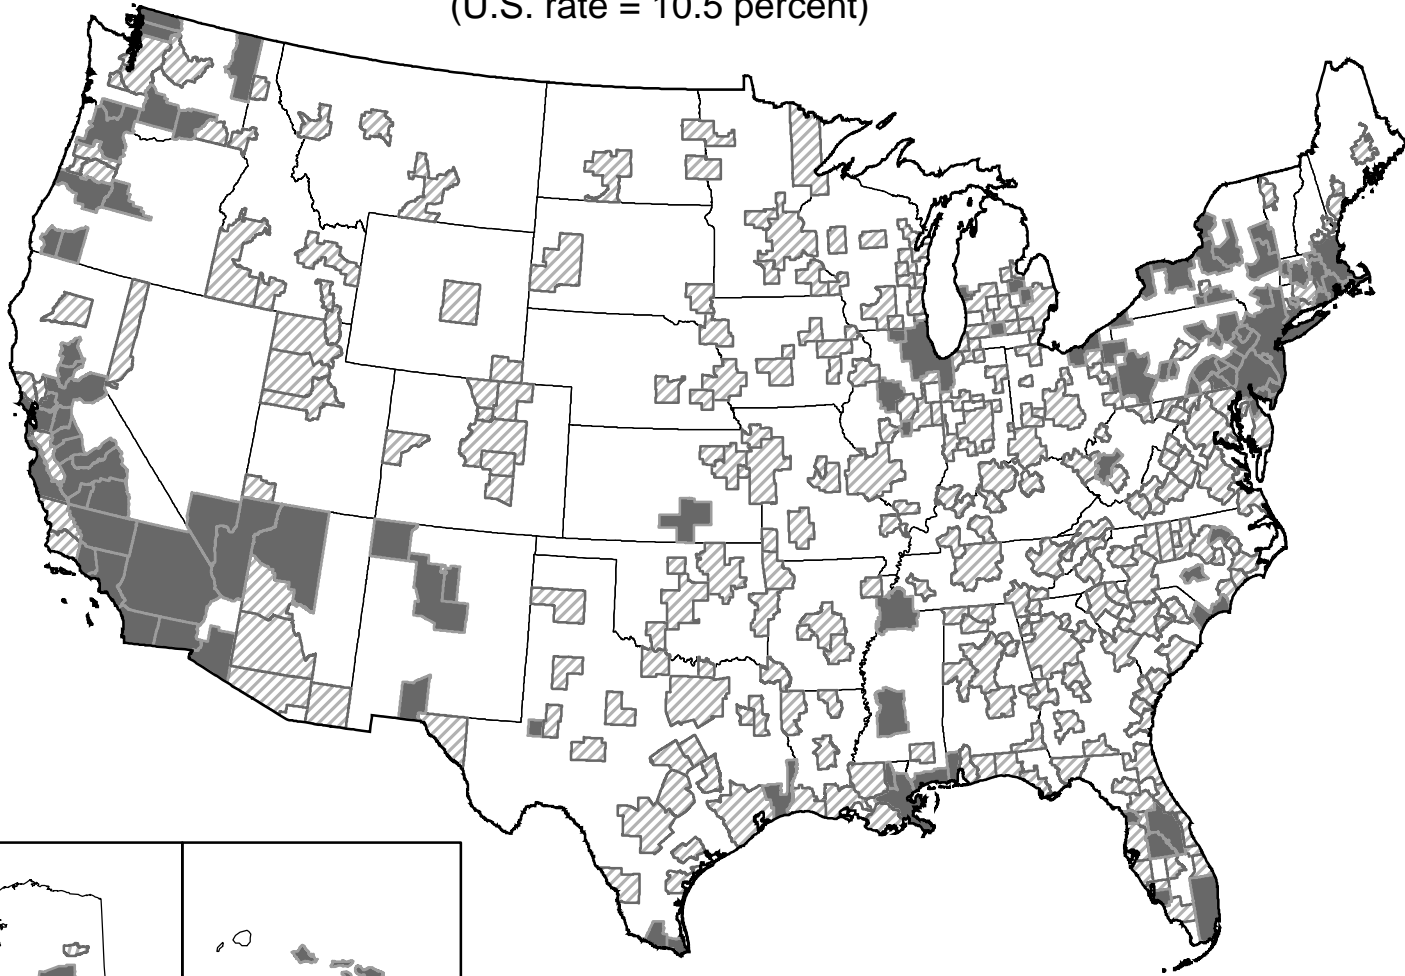 (U.S. rate = 10.5 percent)